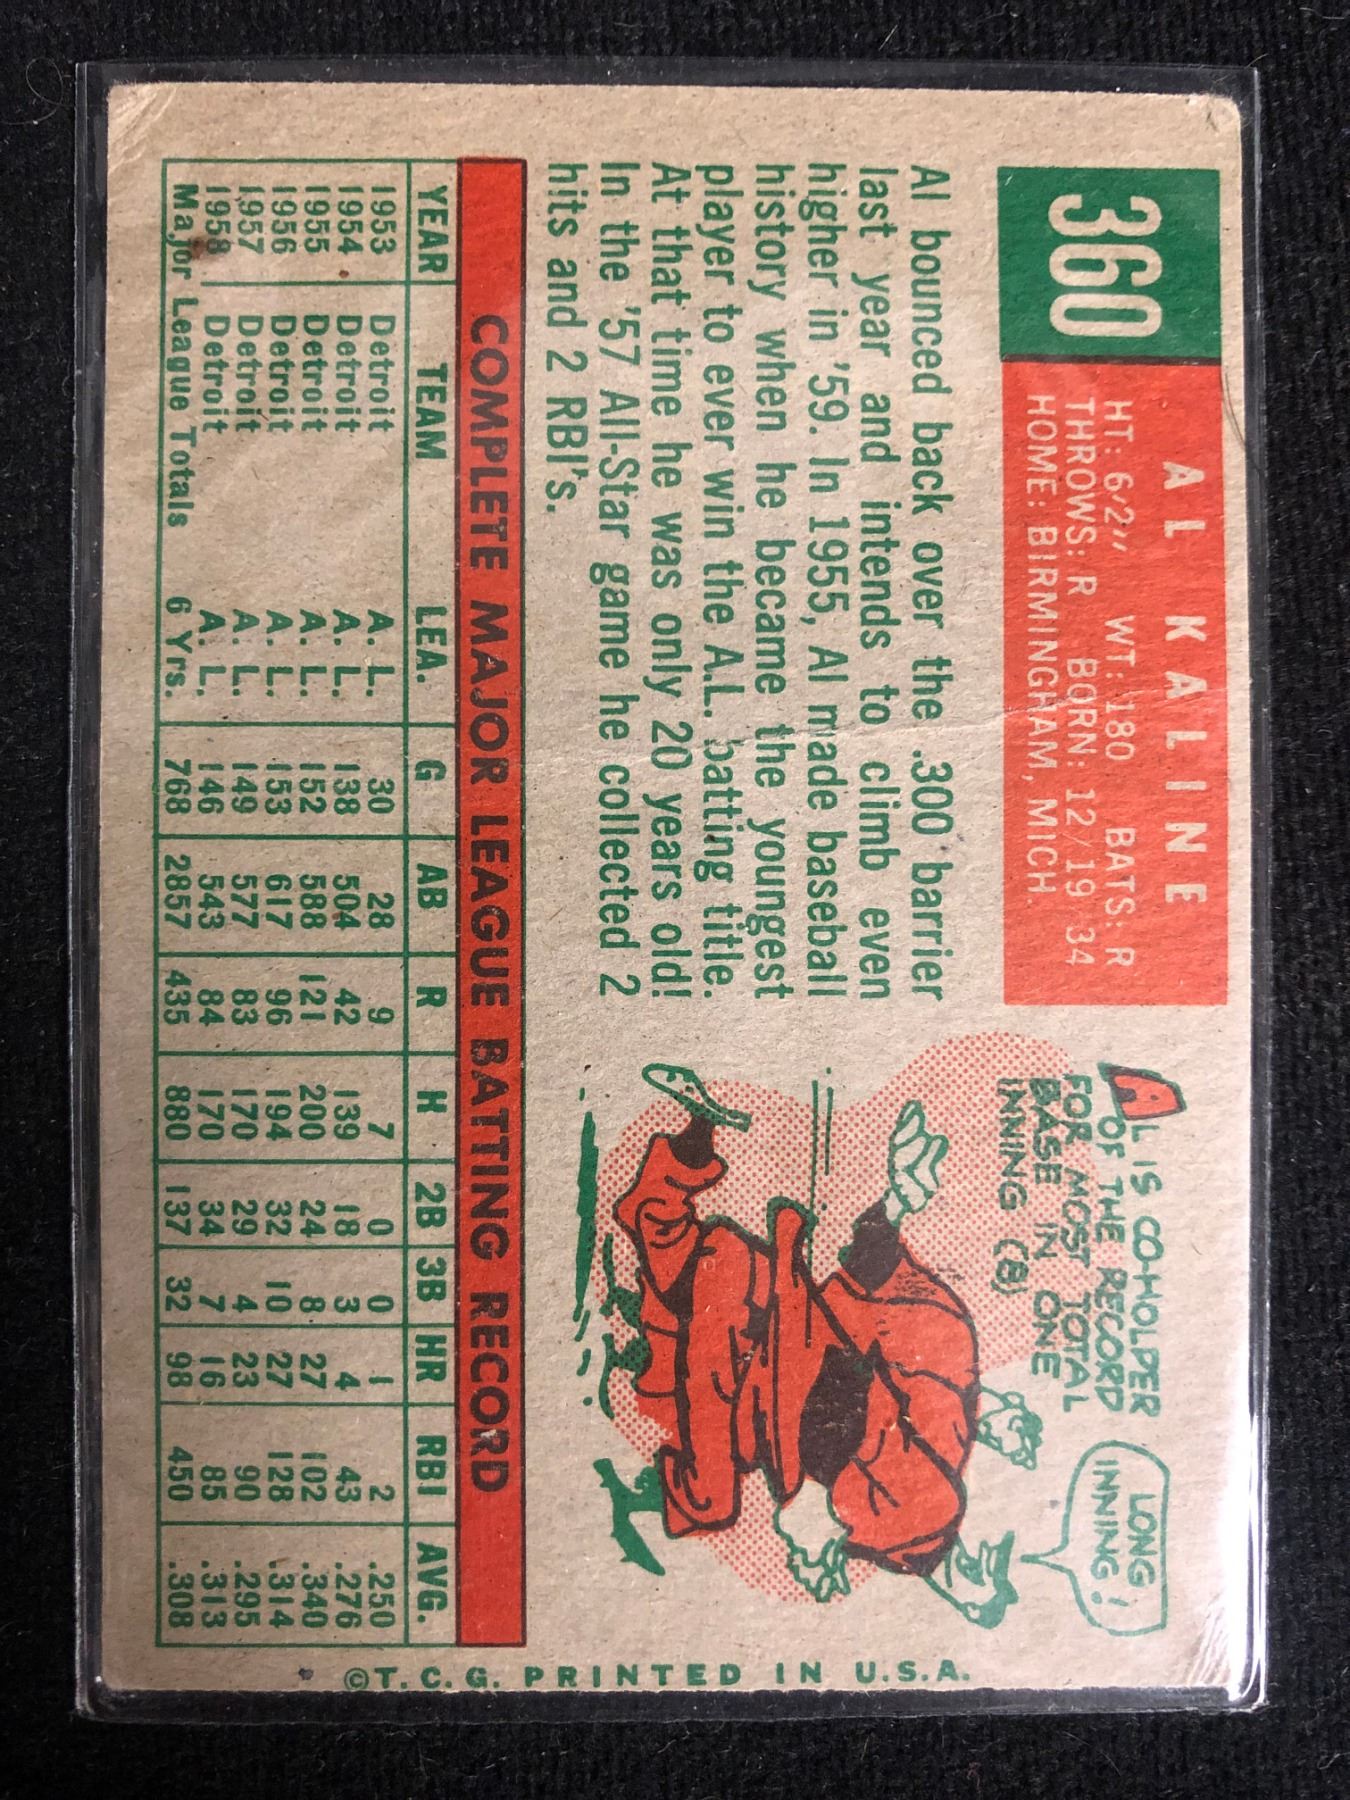 360
AL KALINE
HT: 6'2" WT: 180 BATS: R
THROWS: R BORN: 12/19/34
HOME: BIRMINGHAM, MICH.
Al bounced back over the .300 barrier
last year and intends to climb even
higher in '59. In 1955, Al made baseball
history when he became the youngest
player to ever win the A.L. batting title.
At that time he was only 20 years old!
In the '57 All-Star game he collected 2
hits and 2 RBI's.
AL IS CO-HOLDER
OF THE RECORD
FOR MOST TOTAL
BASE IN ONE
INNING (8)
LONG
INNING!
COMPLETE MAJOR LEAGUE BATTING RECORD
YEAR TEAM LEA. G AB R H 2B 3B HR RBI AVG.
1953 Detroit A. L. 30 28 9 7 0 0 1 2 .250
1954 Detroit A. L. 138 504 42 139 18 3 4 43 .276
1955 Detroit A. L. 152 588 121 200 24 8 27 102 .340
1956 Detroit A. L. 153 617 96 194 32 10 27 128 .314
1957 Detroit A. L. 149 577 83 170 29 4 23 90 .295
1958 Detroit A. L. 146 543 84 170 34 7 16 85 .313
Major League Totals 6 Yrs. 768 2857 435 880 137 32 98 450 .308
©T. C. G. PRINTED IN U.S.A.